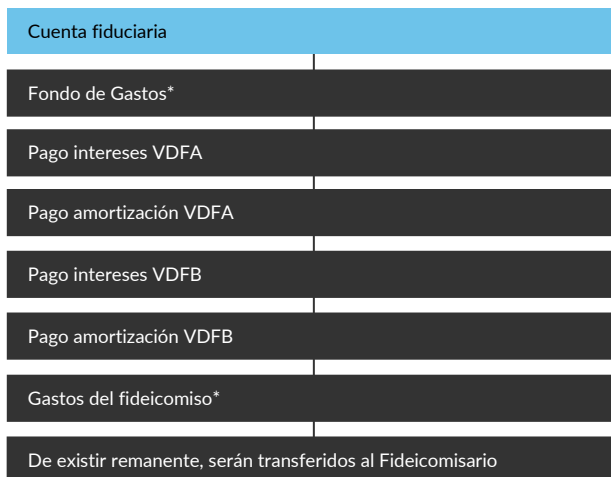 Cuenta fiduciaria
Fondo de Gastos*
Pago intereses VDFA
Pago amortización VDFA
Pago intereses VDFB
Pago amortización VDFB
Gastos del fideicomiso*
De existir remanente, serán transferidos al Fideicomisario